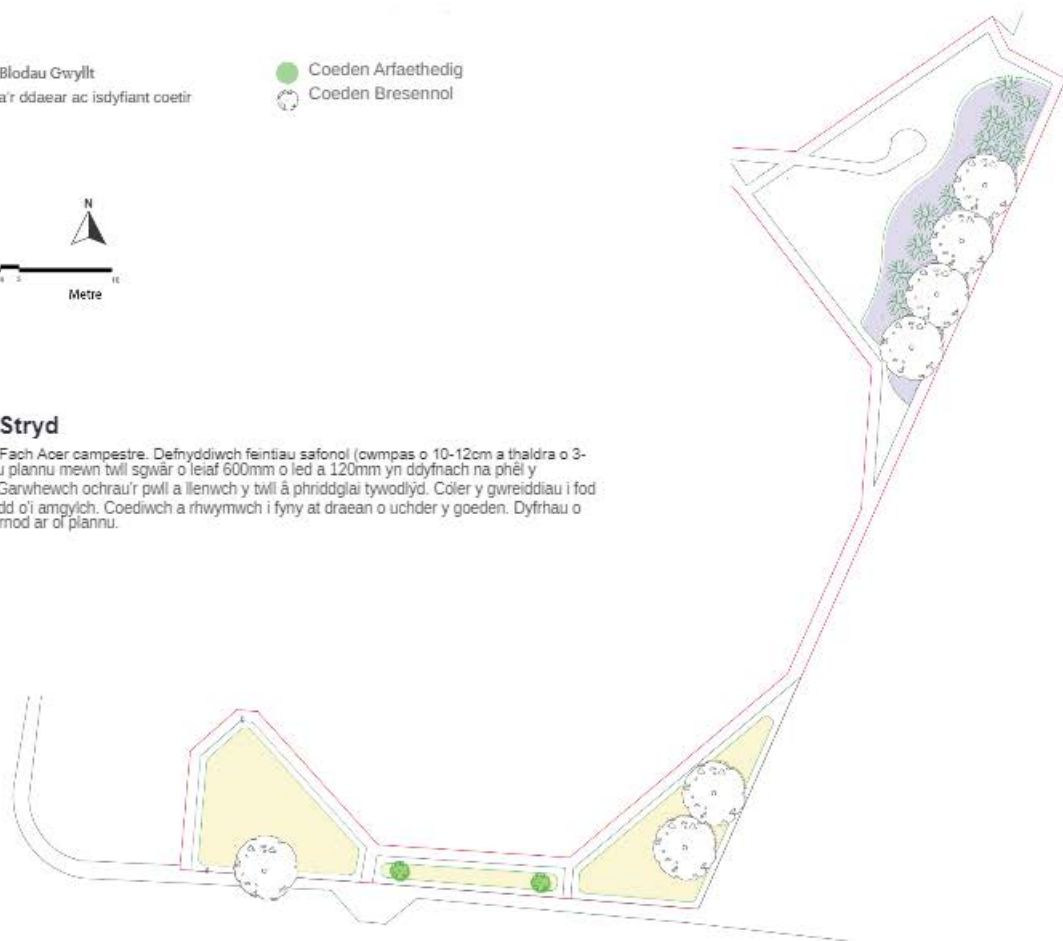 Blodau Gwyllt
a'r ddaear ac isdyfiant coetir
Coeden Arfaethedig
Coeden Bresennol
N
Metre
Stryd
Fach Acer campestre. Defnyddiwch feintiau safonol (cwmpas o 10-12cm a thaldra o 3-
u plannu mewn twll sgwâr o leiaf 600mm o led a 120mm yn ddyfnach na phêl y
Garwhewch ochrau'r pwll a llenwch y twll â phriddglai tywodlyd. Coler y gwreiddiau i fod
dd o'i amgylch. Coediwch a rhwymwch i fyny at draean o uchder y goeden. Dyfrhau o
rnod ar ol plannu.